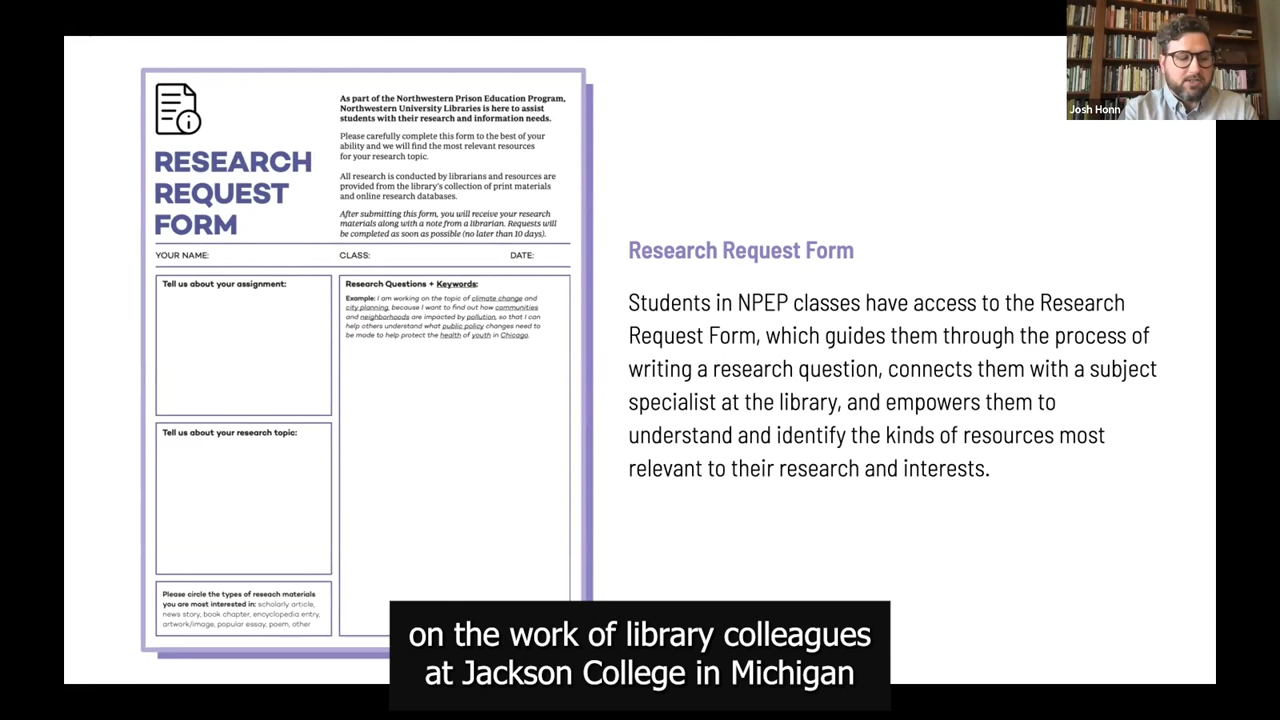 RESEARCH
REQUEST
FORM
As part of the Northwestern Prison Education Program,
Northwestern University Libraries is here to assist
students with their research and information needs.
Please carefully complete this form to the best of your
ability and we will find the most relevant resources
for your research topic.
All research is conducted by librarians and resources are
provided from the library's collection of print materials
and online research databases.
After submitting this form, you will receive your research
materials along with a note from a librarian. Requests will
be completed as soon as possible (no later than 10 days).
YOUR NAME: CLASS: DATE:
Tell us about your assignment:
Tell us about your research topic:
Please circle the types of reseach materials
you are most interested in: scholarly article,
news story, book chapter, encyclopedia entry,
artwork/image, popular essay, poem, other
Research Questions + Keywords:
Example: I am working on the topic of climate change and
city planning, because I want to find out how communities
and neighborhoods are impacted by pollution, so that I can
help others understand what public policy changes need to
be made to help protect the health of youth in Chicago.
Research Request Form
Students in NPEP classes have access to the Research
Request Form, which guides them through the process of
writing a research question, connects them with a subject
specialist at the library, and empowers them to
understand and identify the kinds of resources most
relevant to their research and interests.
Josh Honn
on the work of library colleagues
at Jackson College in Michigan